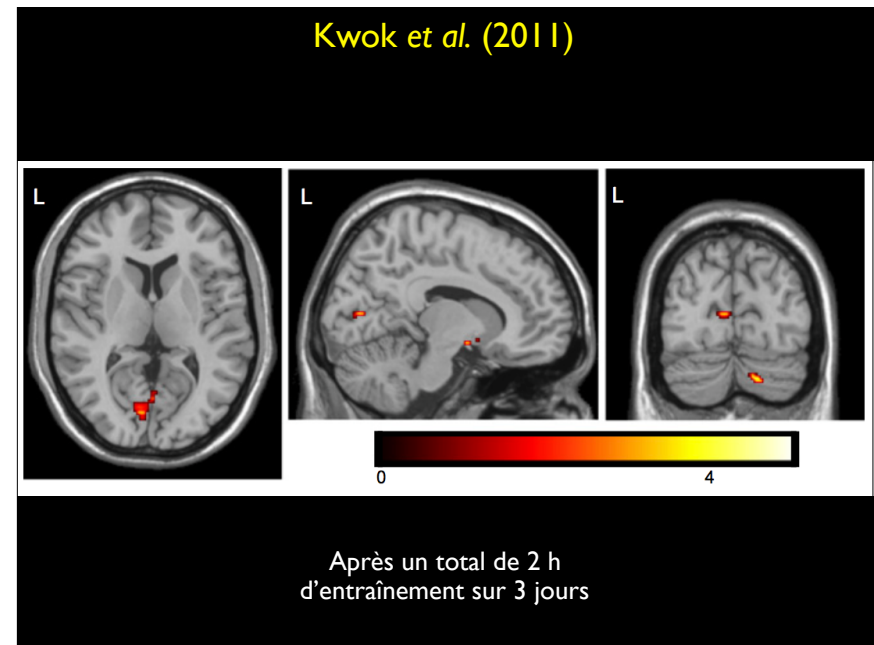 Kwok et al. (2011)
L
L
L
0
4
Après un total de 2 h
d’entraînement sur 3 jours